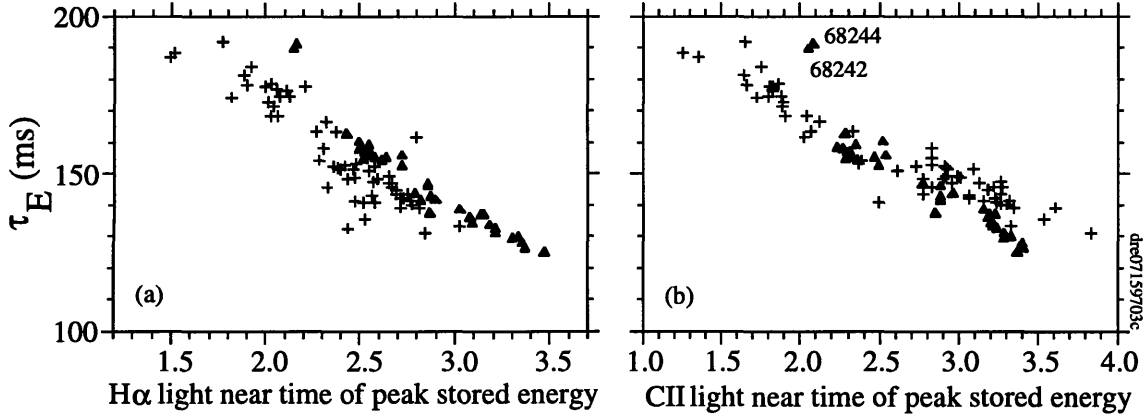 200
150
100
τE (ms)
(a)
1.5 2.0 2.5 3.0 3.5
Hα light near time of peak stored energy
68244
68242
(b)
1.0 1.5 2.0 2.5 3.0 3.5 4.0
CII light near time of peak stored energy
dre07159703c